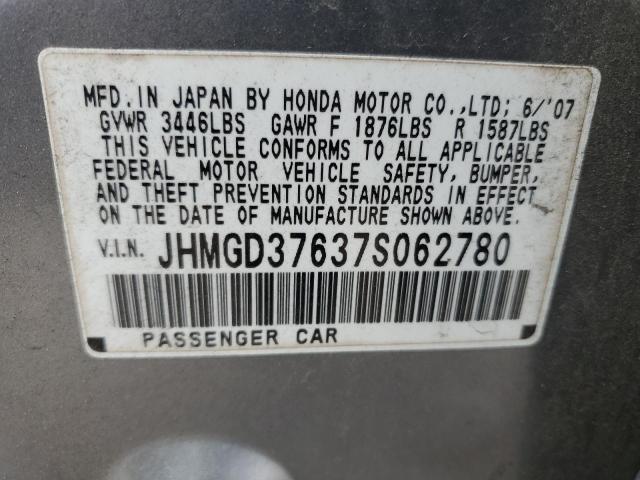 MFD. IN JAPAN BY HONDA MOTOR CO.,LTD; 6/'07
GVWR 3446LBS GAWR F 1876LBS R 1587LBS
THIS VEHICLE CONFORMS TO ALL APPLICABLE
FEDERAL MOTOR VEHICLE SAFETY, BUMPER,
AND THEFT PREVENTION STANDARDS IN EFFECT
ON THE DATE OF MANUFACTURE SHOWN ABOVE.
V.I.N. JHMGD37637S062780
PASSENGER CAR